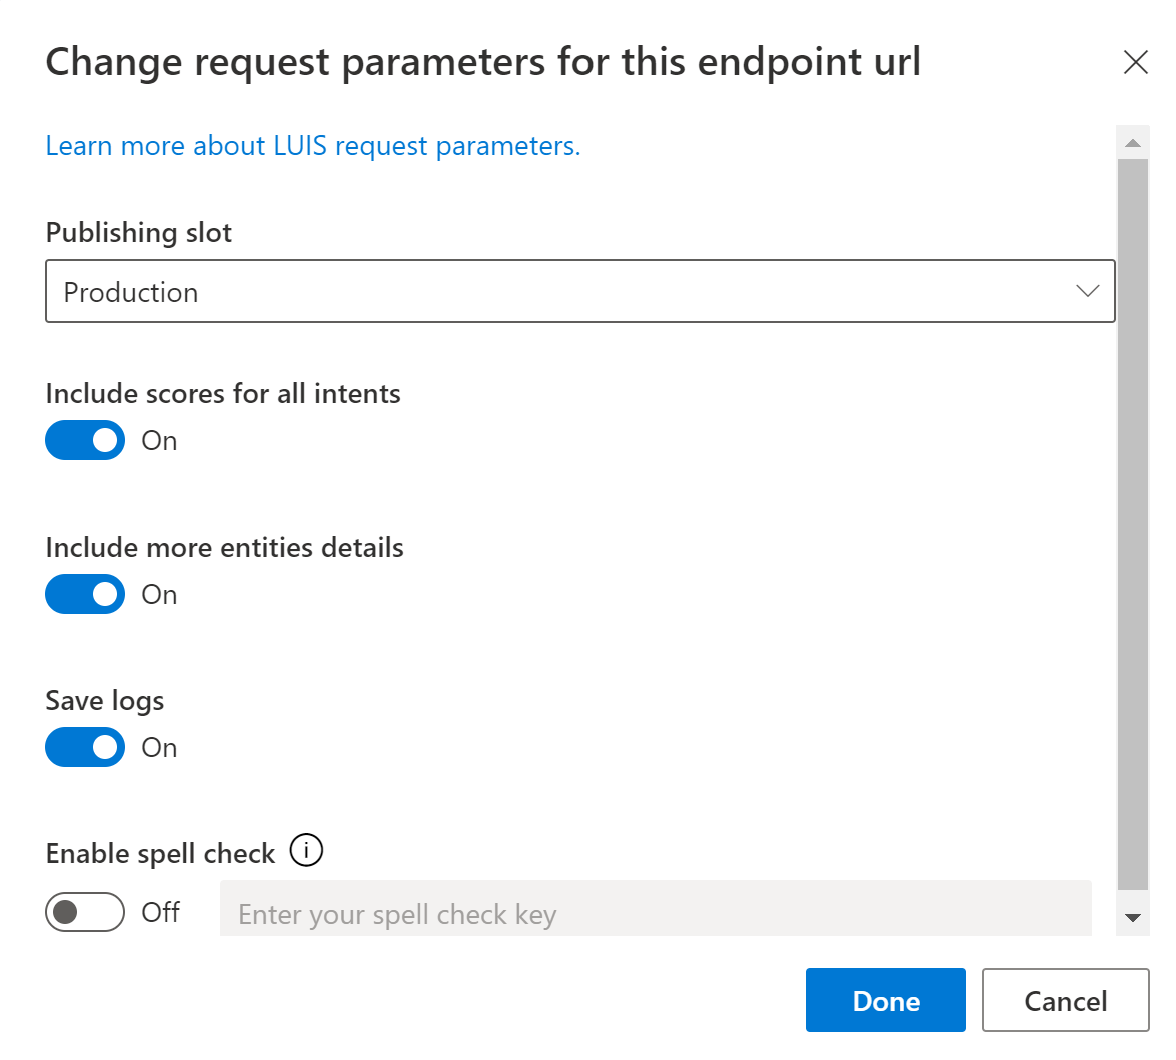 Change request parameters for this endpoint url
Learn more about LUIS request parameters.
Publishing slot
Production
Include scores for all intents
On
Include more entities details
On
Save logs
On
Enable spell check
Off
Enter your spell check key
Done
Cancel